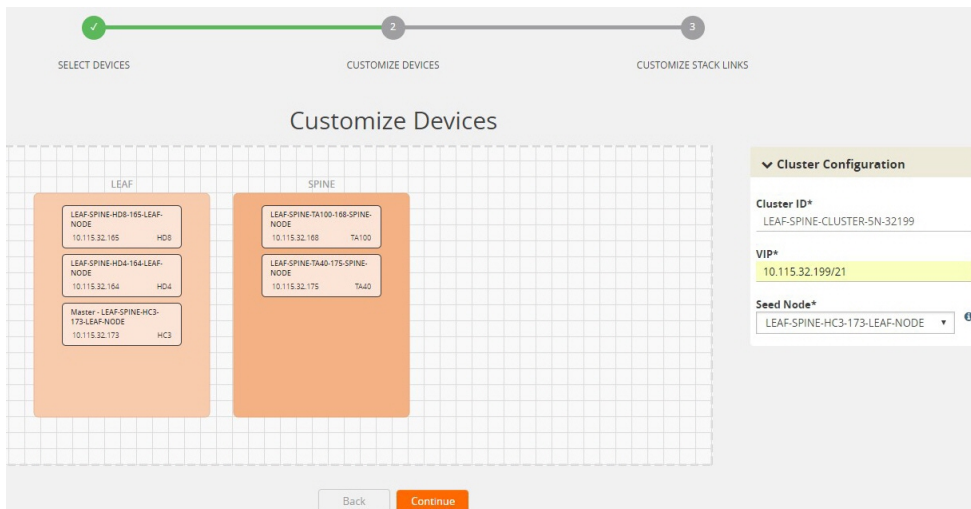 ✓
2
3
SELECT DEVICES
CUSTOMIZE DEVICES
CUSTOMIZE STACK LINKS
Customize Devices
LEAF
LEAF-SPINE-HD8-165-LEAF-
NODE
10.115.32.165 HD8
LEAF-SPINE-HD4-164-LEAF-
NODE
10.115.32.164 HD4
Master - LEAF-SPINE-HC3-
173-LEAF-NODE
10.115.32.173 HC3
SPINE
LEAF-SPINE-TA100-168-SPINE-
NODE
10.115.32.168 TA100
LEAF-SPINE-TA40-175-SPINE-
NODE
10.115.32.175 TA40
Cluster Configuration
Cluster ID*
LEAF-SPINE-CLUSTER-5N-32199
VIP*
10.115.32.199/21
Seed Node*
LEAF-SPINE-HC3-173-LEAF-NODE
Back
Continue